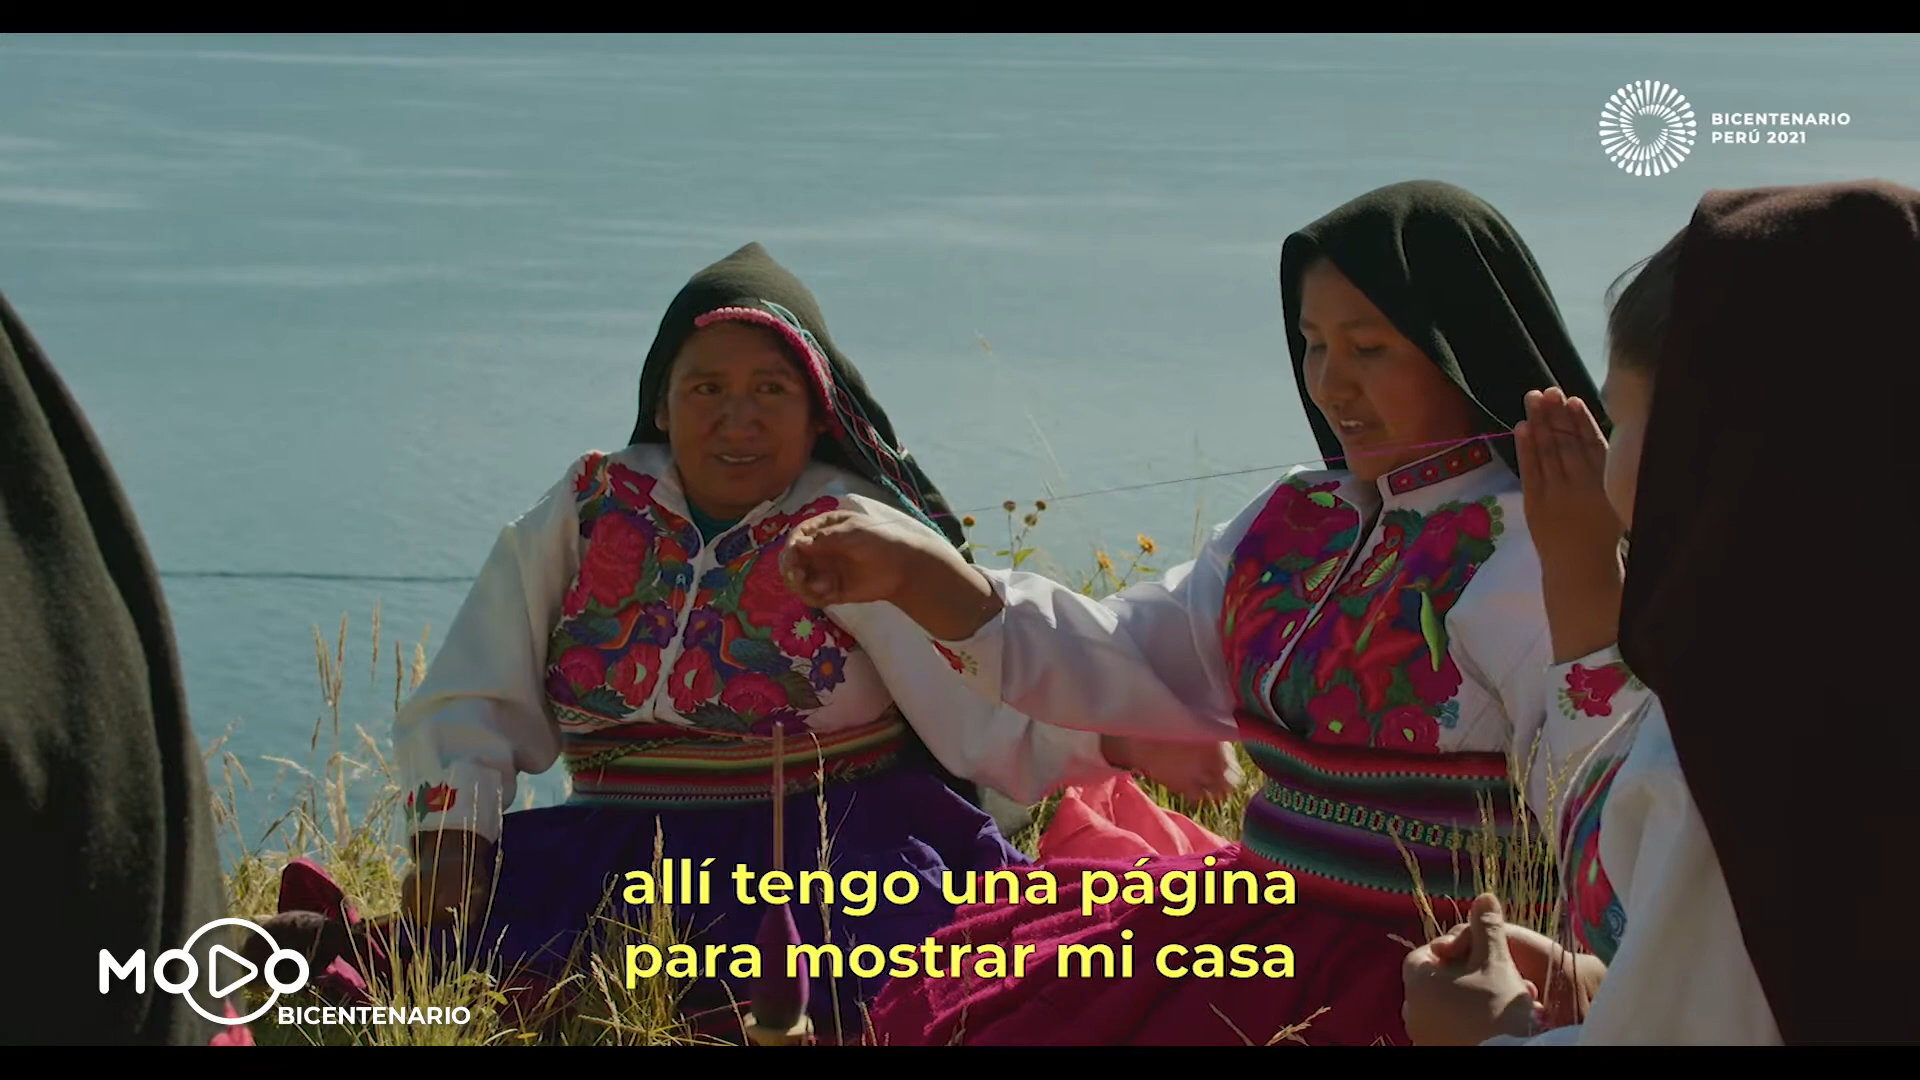 BICENTENARIO
PERÚ 2021
allí tengo una página
para mostrar mi casa
MODO
BICENTENARIO